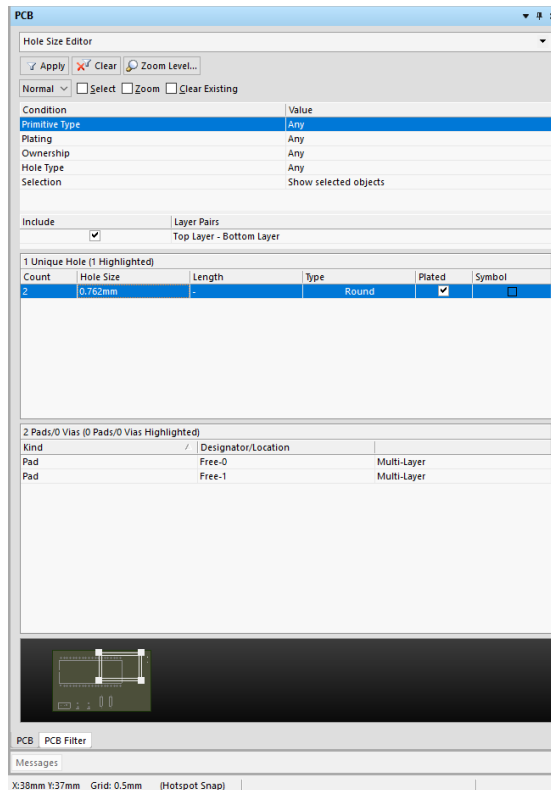 PCB
Hole Size Editor
Apply Clear Zoom Level...
Normal Select Zoom Clear Existing
Condition Value
Primitive Type Any
Plating Any
Ownership Any
Hole Type Any
Selection Show selected objects
Include Layer Pairs
Top Layer - Bottom Layer
1 Unique Hole (1 Highlighted)
Count Hole Size Length Type Plated Symbol
2 0.762mm - Round
2 Pads/0 Vias (0 Pads/0 Vias Highlighted)
Kind Designator/Location
Pad Free-0 Multi-Layer
Pad Free-1 Multi-Layer
PCB PCB Filter
Messages
X:38mm Y:37mm Grid: 0.5mm (Hotspot Snap)